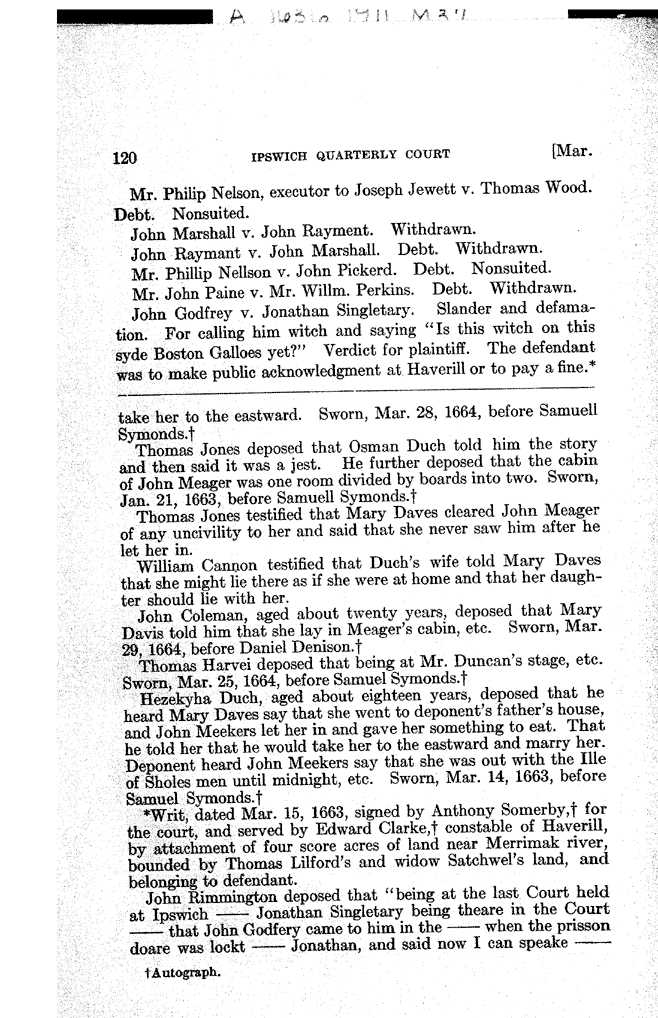 A 1631o 1911 M 27
120 IPSWICH QUARTERLY COURT [Mar.
Mr. Philip Nelson, executor to Joseph Jewett v. Thomas Wood.
Debt. Nonsuited.
John Marshall v. John Rayment. Withdrawn.
John Raymant v. John Marshall. Debt. Withdrawn.
Mr. Phillip Nellson v. John Pickerd. Debt. Nonsuited.
Mr. John Paine v. Mr. Willm. Perkins. Debt. Withdrawn.
John Godfrey v. Jonathan Singletary. Slander and defama-
tion. For calling him witch and saying "Is this witch on this
syde Boston Galloes yet?" Verdict for plaintiff. The defendant
was to make public acknowledgment at Haverill or to pay a fine.*
take her to the eastward. Sworn, Mar. 28, 1664, before Samuell
Symonds.†
Thomas Jones deposed that Osman Duch told him the story
and then said it was a jest. He further deposed that the cabin
of John Meager was one room divided by boards into two. Sworn,
Jan. 21, 1663, before Samuell Symonds.†
Thomas Jones testified that Mary Daves cleared John Meager
of any uncivility to her and said that she never saw him after he
let her in.
William Cannon testified that Duch's wife told Mary Daves
that she might lie there as if she were at home and that her daugh-
ter should lie with her.
John Coleman, aged about twenty years, deposed that Mary
Davis told him that she lay in Meager's cabin, etc. Sworn, Mar.
29, 1664, before Daniel Denison.†
Thomas Harvei deposed that being at Mr. Duncan's stage, etc.
Sworn, Mar. 25, 1664, before Samuel Symonds.†
Hezekyha Duch, aged about eighteen years, deposed that he
heard Mary Daves say that she went to deponent's father's house,
and John Meekers let her in and gave her something to eat. That
he told her that he would take her to the eastward and marry her.
Deponent heard John Meekers say that she was out with the Ille
of Sholes men until midnight, etc. Sworn, Mar. 14, 1663, before
Samuel Symonds.†
*Writ, dated Mar. 15, 1663, signed by Anthony Somerby,† for
the court, and served by Edward Clarke,† constable of Haverill,
by attachment of four score acres of land near Merrimak river,
bounded by Thomas Lilford's and widow Satchwel's land, and
belonging to defendant.
John Rimmington deposed that "being at the last Court held
at Ipswich —— Jonathan Singletary being theare in the Court
—— that John Godfery came to him in the —— when the prisson
doare was lockt —— Jonathan, and said now I can speake ——
†Autograph.